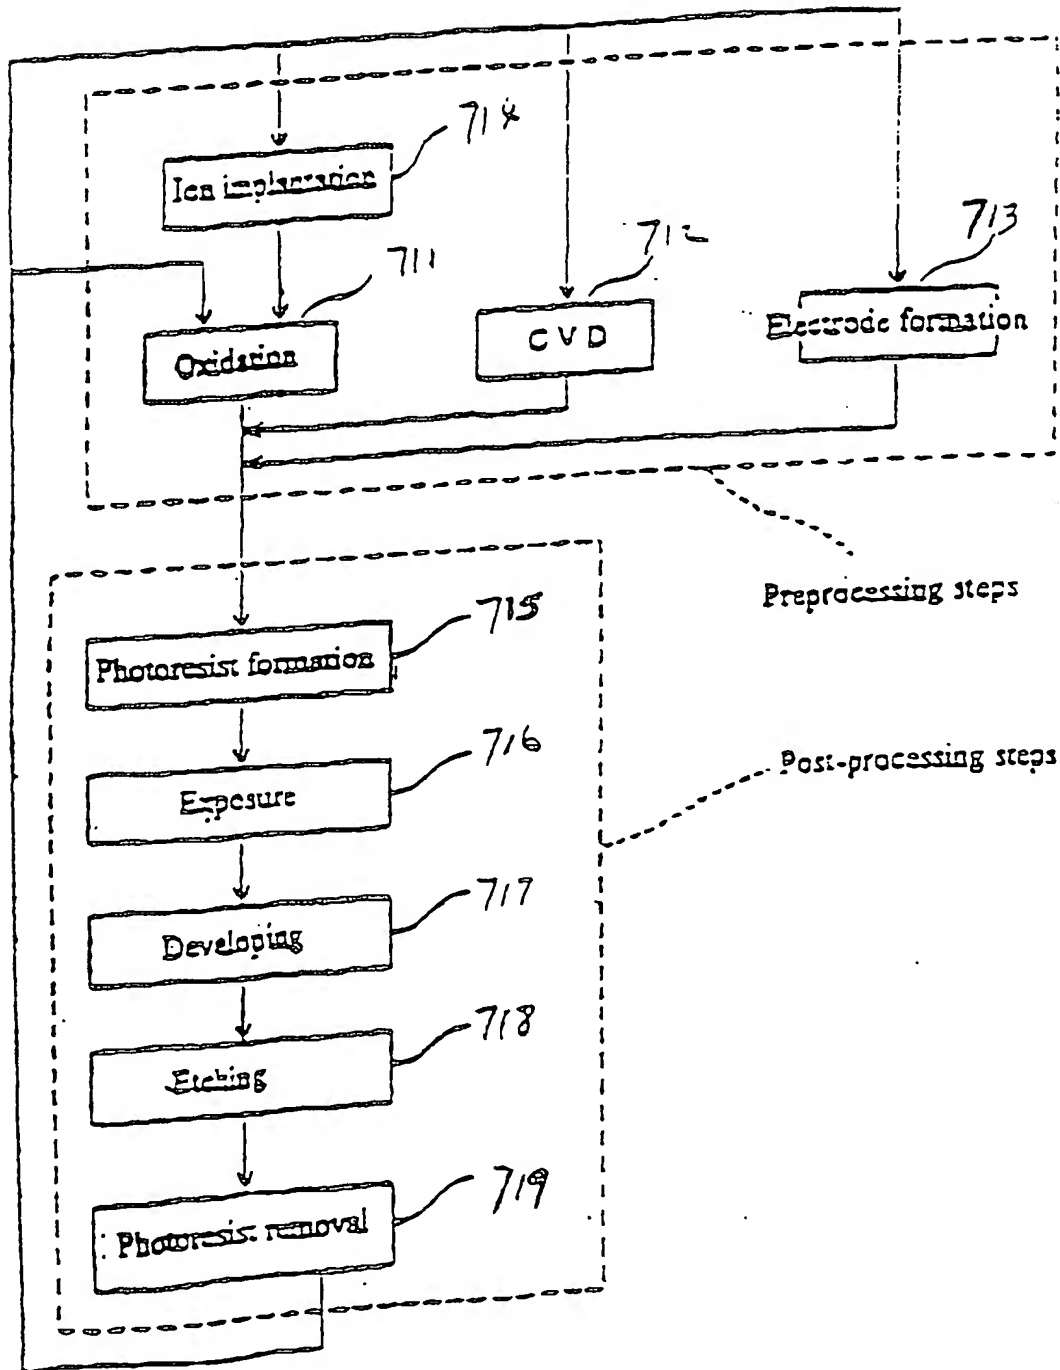 714
Ion implantation
711
712
713
Oxidation
CVD
Electrode formation
Preprocessing steps
715
Photoresist formation
716
Post-processing steps
Exposure
717
Developing
718
Etching
719
Photoresist removal